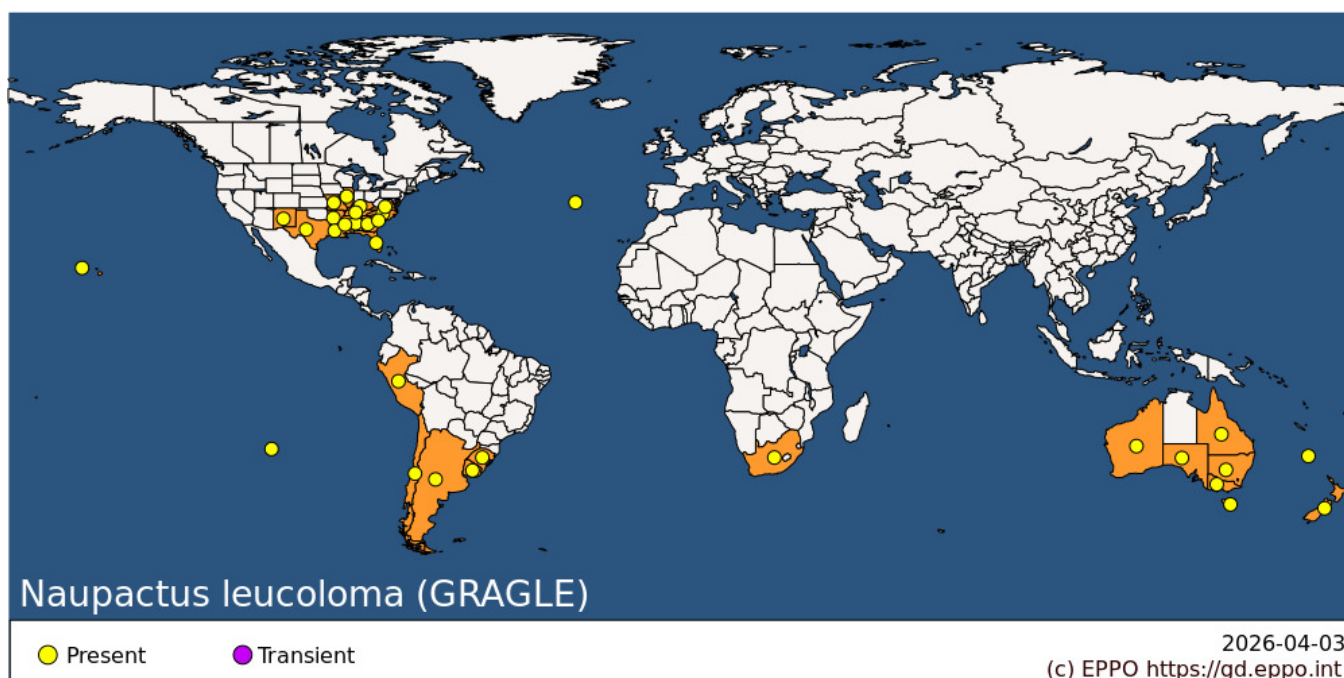 Naupactus leucoloma (GRAGLE)
Present
Transient
2026-04-03
(c) EPPO https://gd.eppo.int